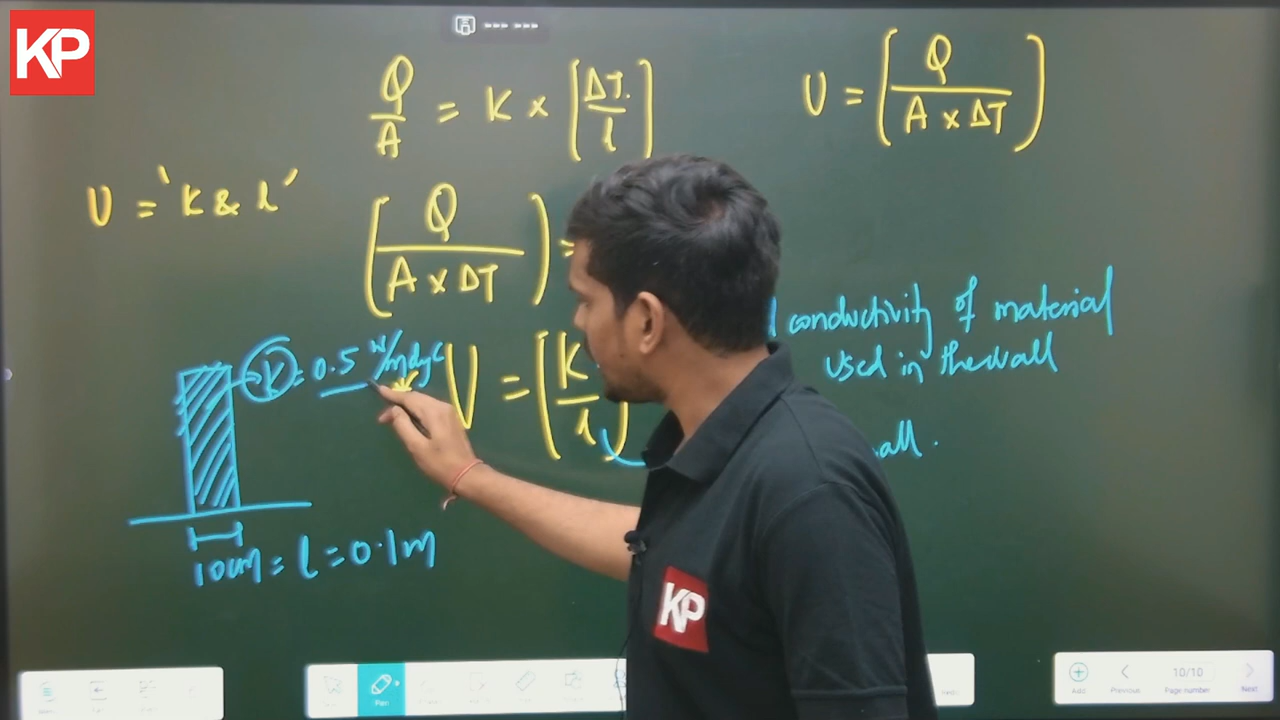 KP
Q/A = K × [ΔT/l]
U = (Q/(A × ΔT))
U = 'K & l'
(Q/(A × ΔT)) =
conductivity of material
used in the wall
K = 0.5 W/m deg C
U = (K/l)
all.
10cm = l = 0.1m
KP
Pen
Add
Previous
10/10
Page number
Next